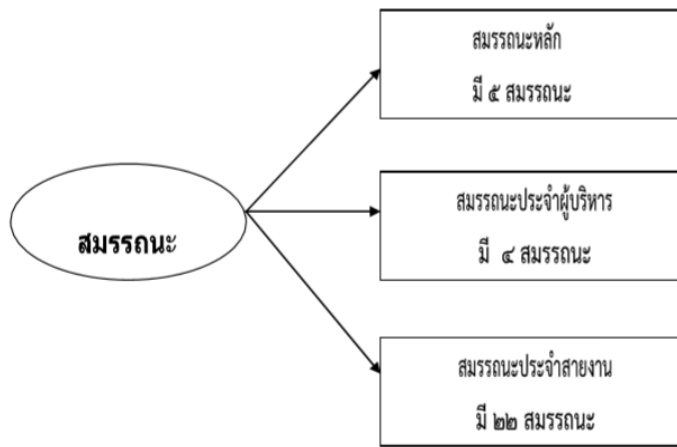 สมรรถนะหลัก
มี ๕ สมรรถนะ
สมรรถนะประจำผู้บริหาร
มี ๔ สมรรถนะ
สมรรถนะ
สมรรถนะประจำสายงาน
มี ๒๒ สมรรถนะ